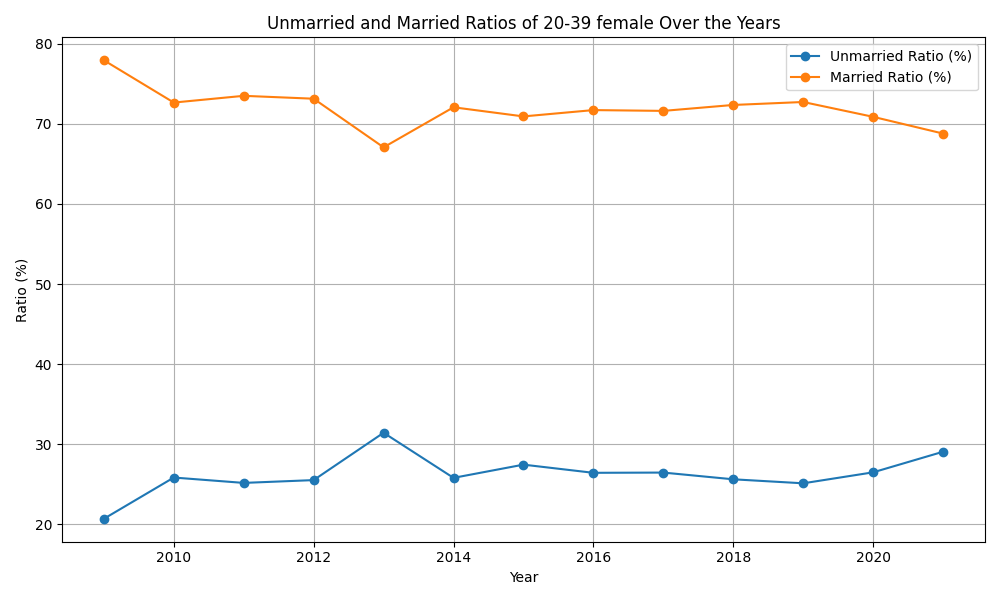 Unmarried and Married Ratios of 20-39 female Over the Years
Unmarried Ratio (%)
Married Ratio (%)
Ratio (%)
80
70
60
50
40
30
20
2010 2012 2014 2016 2018 2020
Year